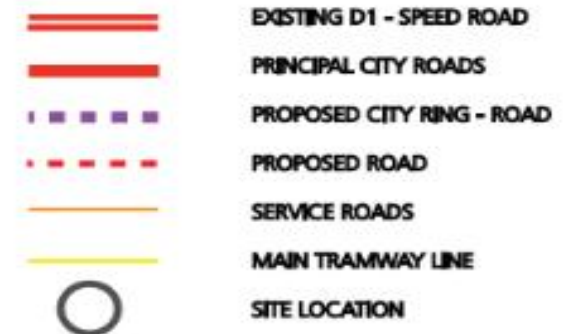 EXISTING D1 - SPEED ROAD
PRINCIPAL CITY ROADS
PROPOSED CITY RING - ROAD
PROPOSED ROAD
SERVICE ROADS
MAIN TRAMWAY LINE
SITE LOCATION